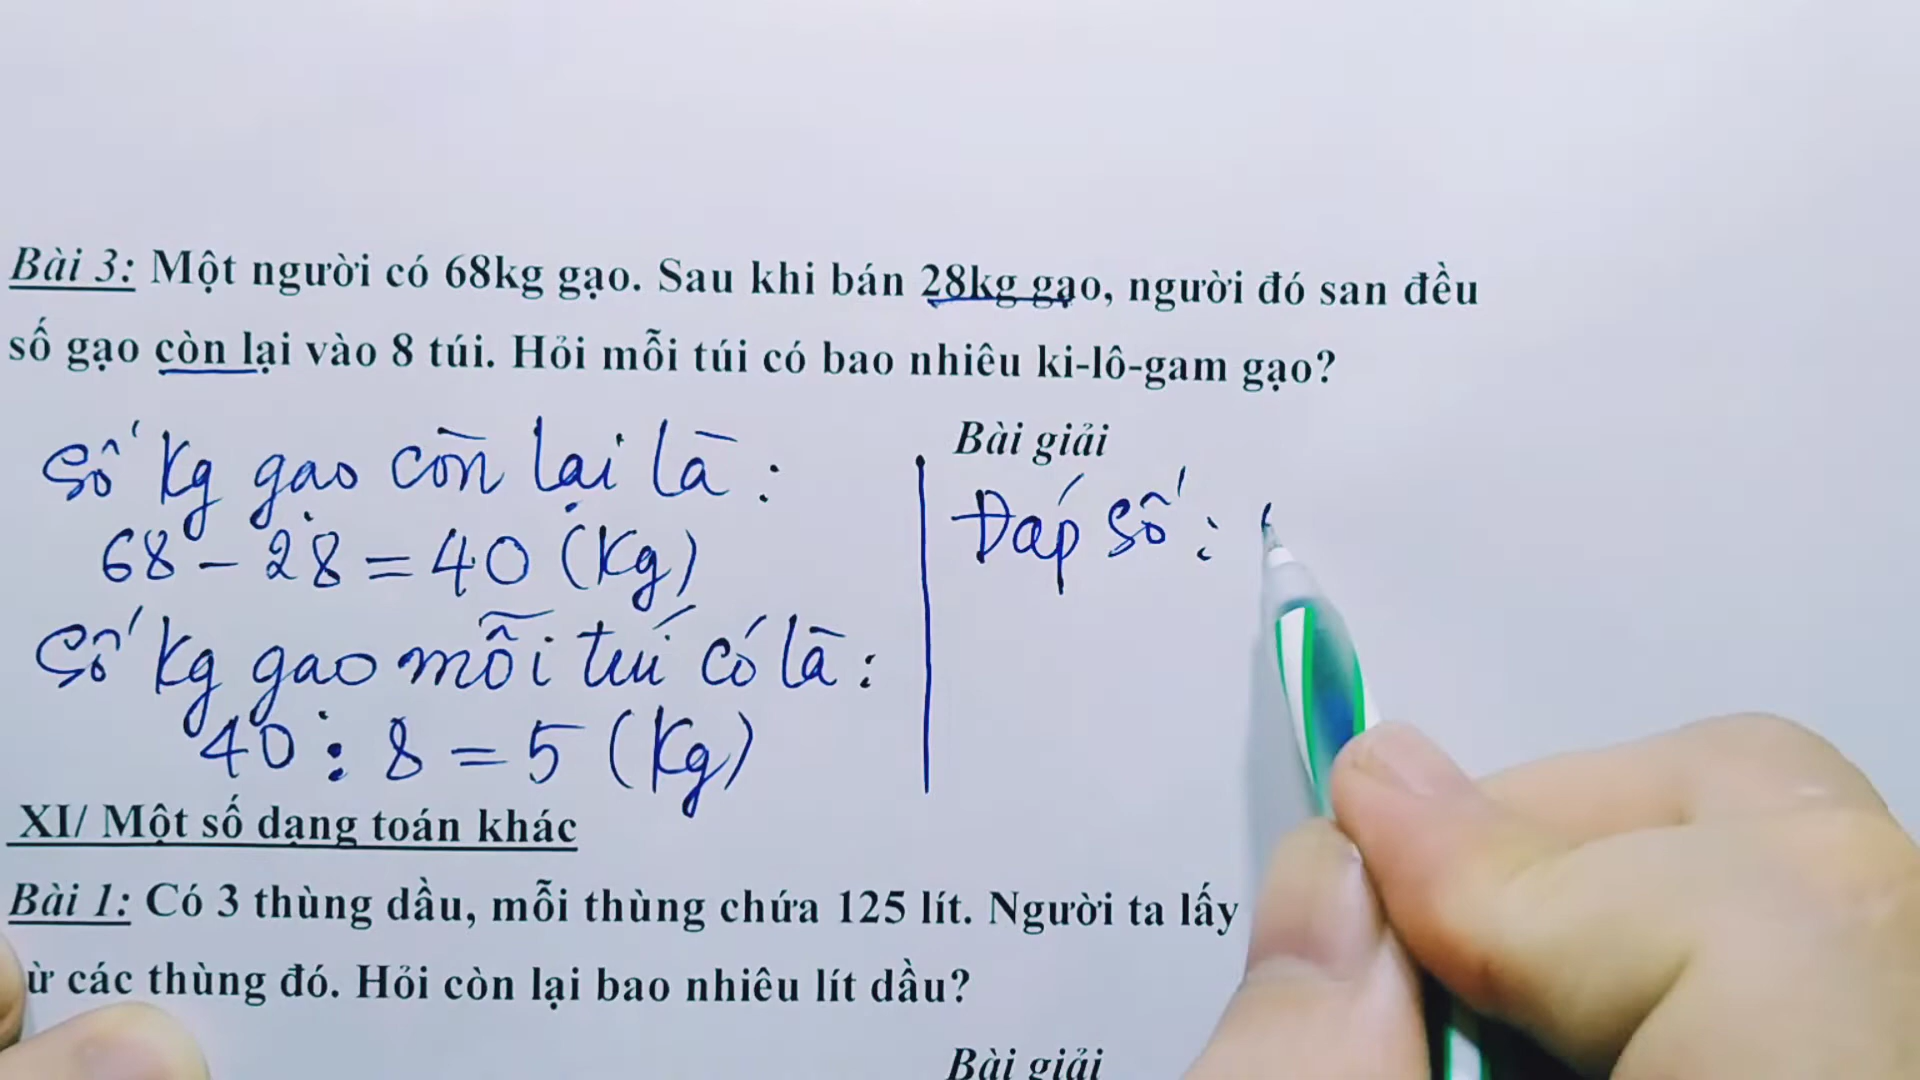 Bài 3: Một người có 68kg gạo. Sau khi bán 28kg gạo, người đó san đều
số gạo còn lại vào 8 túi. Hỏi mỗi túi có bao nhiêu ki-lô-gam gạo?
Bài giải
Số kg gạo còn lại là :
68 - 28 = 40 (kg)
Số kg gạo mỗi túi có là :
40 : 8 = 5 (kg)
Đáp số :
XI/ Một số dạng toán khác
Bài 1: Có 3 thùng dầu, mỗi thùng chứa 125 lít. Người ta lấy
ừ các thùng đó. Hỏi còn lại bao nhiêu lít dầu?
Bài giải